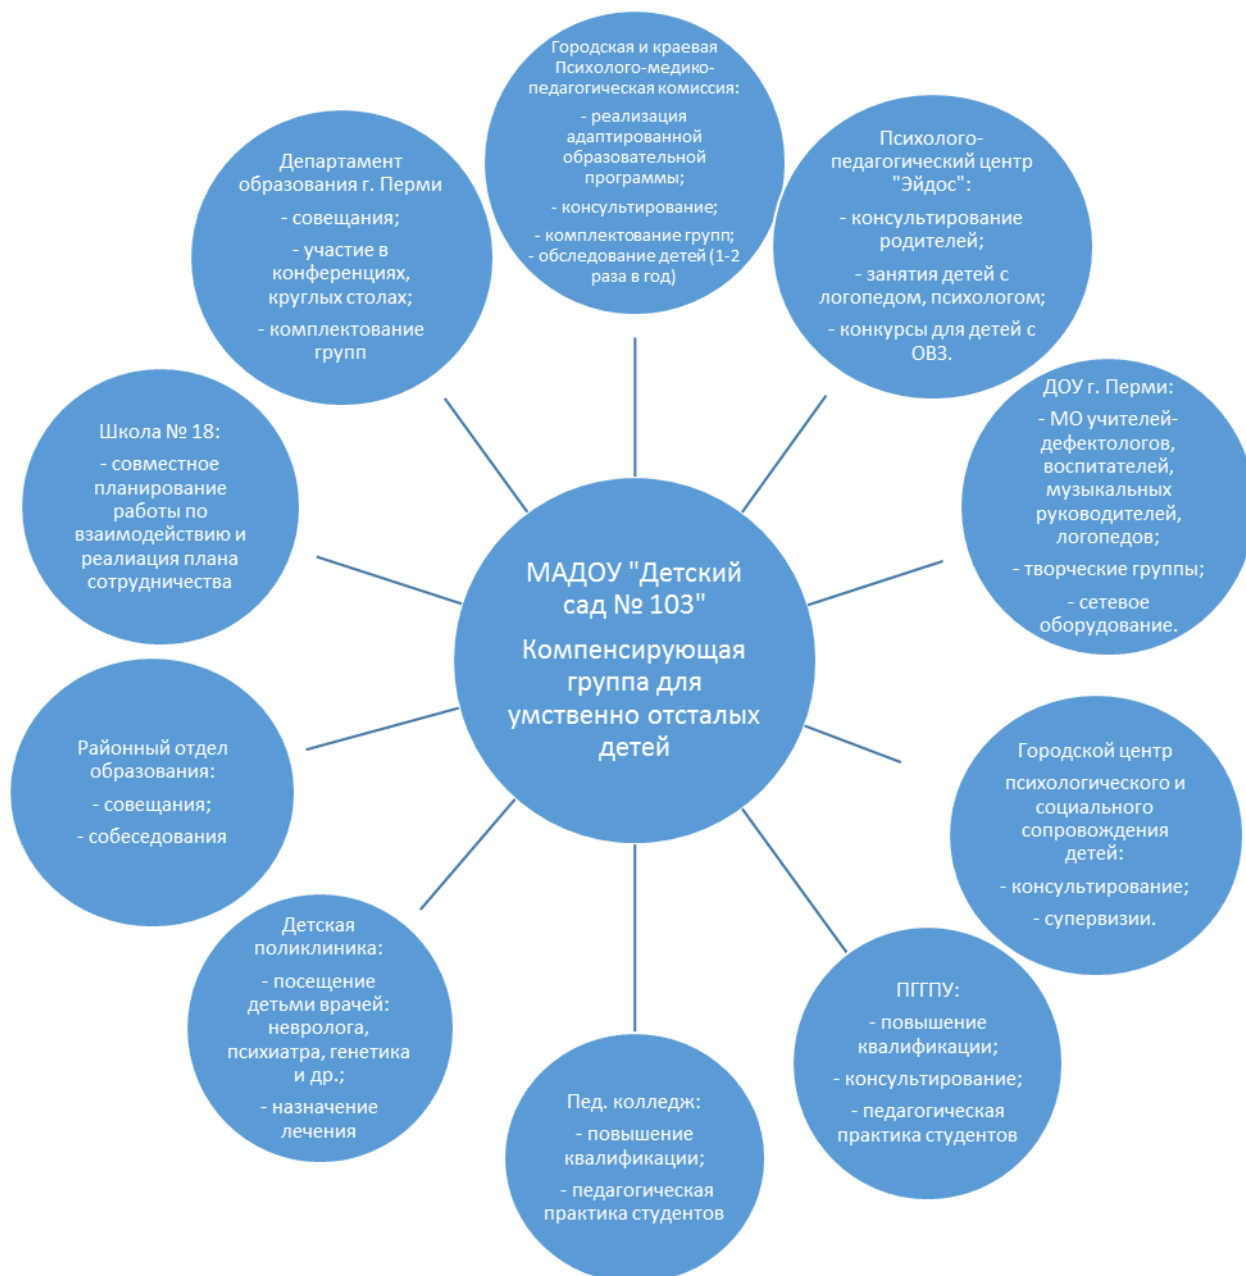 Городская и краевая
Психолого-медико-
педагогическая комиссия:
- реализация
адаптированной
образовательной
программы;
- консультирование;
- комплектование групп;
- обследование детей (1-2
раза в год)
Психолого-
педагогический центр
"Эйдос":
- консультирование
родителей;
- занятия детей с
логопедом, психологом;
- конкурсы для детей с
ОВЗ.
ДОУ г. Перми:
- МО учителей-
дефектологов,
воспитателей,
музыкальных
руководителей,
логопедов;
- творческие группы;
- сетевое
оборудование.
Городской центр
психологического и
социального
сопровождения
детей:
- консультирование;
- супервизии.
ПГГПУ:
- повышение
квалификации;
- консультирование;
- педагогическая
практика студентов
Пед. колледж:
- повышение
квалификации;
- педагогическая
практика студентов
Детская
поликлиника:
- посещение
детьми врачей:
невролога,
психиатра, генетика
и др.;
- назначение
лечения
Районный отдел
образования:
- совещания;
- собеседования
Школа № 18:
- совместное
планирование
работы по
взаимодействию и
реалиация плана
сотрудничества
Департамент
образования г. Перми
- совещания;
- участие в
конференциях,
круглых столах;
- комплектование
групп
МАДОУ "Детский
сад № 103"
Компенсирующая
группа для
умственно отсталых
детей